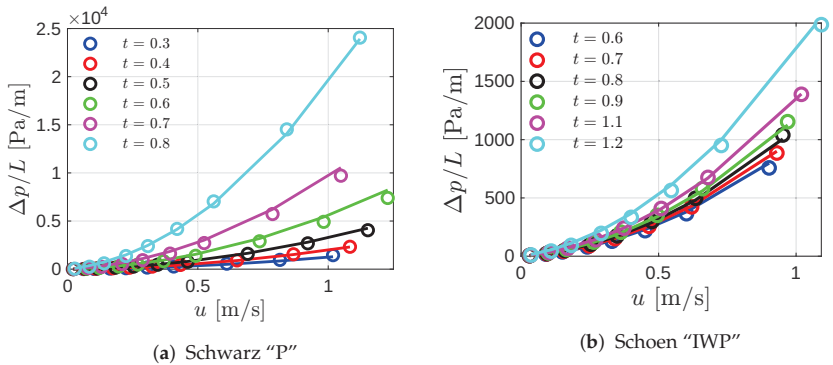 ×10⁴
2.5
2
1.5
1
0.5
0
0
0.5
1
Δp/L [Pa/m]
u [m/s]
t = 0.3
t = 0.4
t = 0.5
t = 0.6
t = 0.7
t = 0.8
(a) Schwarz “P”
2000
1500
1000
500
0
0
0.5
1
Δp/L [Pa/m]
u [m/s]
t = 0.6
t = 0.7
t = 0.8
t = 0.9
t = 1.1
t = 1.2
(b) Schoen “IWP”